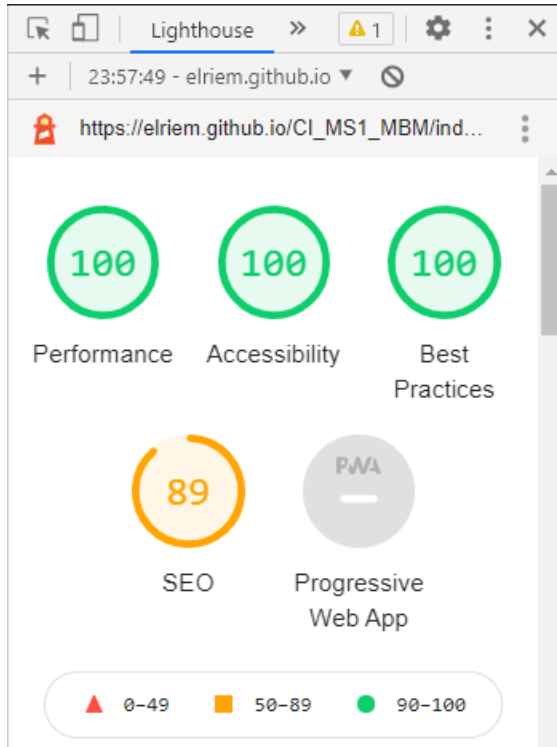 Lighthouse » 1
+ 23:57:49 - elriem.github.io ▼
https://elriem.github.io/CI_MS1_MBM/ind...
100 100 100
Performance Accessibility Best
Practices
89 PWA
SEO Progressive
Web App
0–49 50–89 90–100